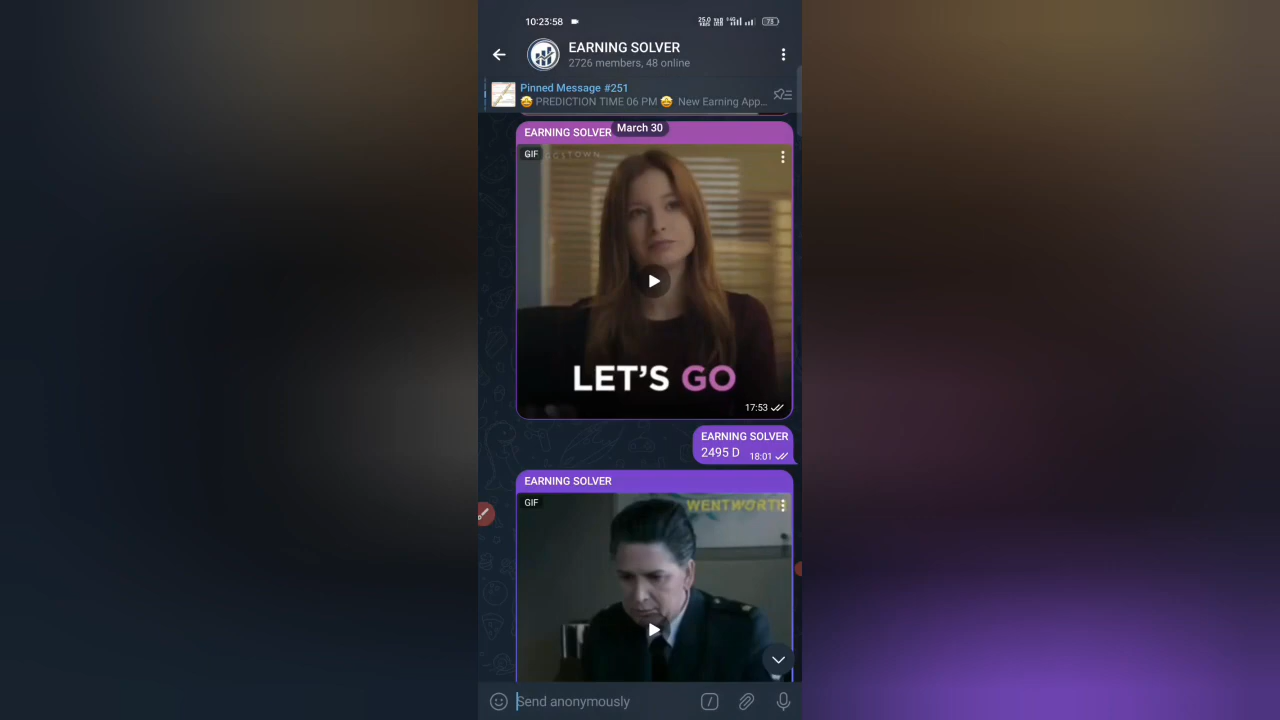 10:23:58
73
EARNING SOLVER
2726 members, 48 online
Pinned Message #251
🤩 PREDICTION TIME 06 PM 🤩 New Earning App...
March 30
EARNING SOLVER
GIF
LET'S GO
17:53
EARNING SOLVER
2495 D 18:01
EARNING SOLVER
GIF
WENTWORTH
Send anonymously